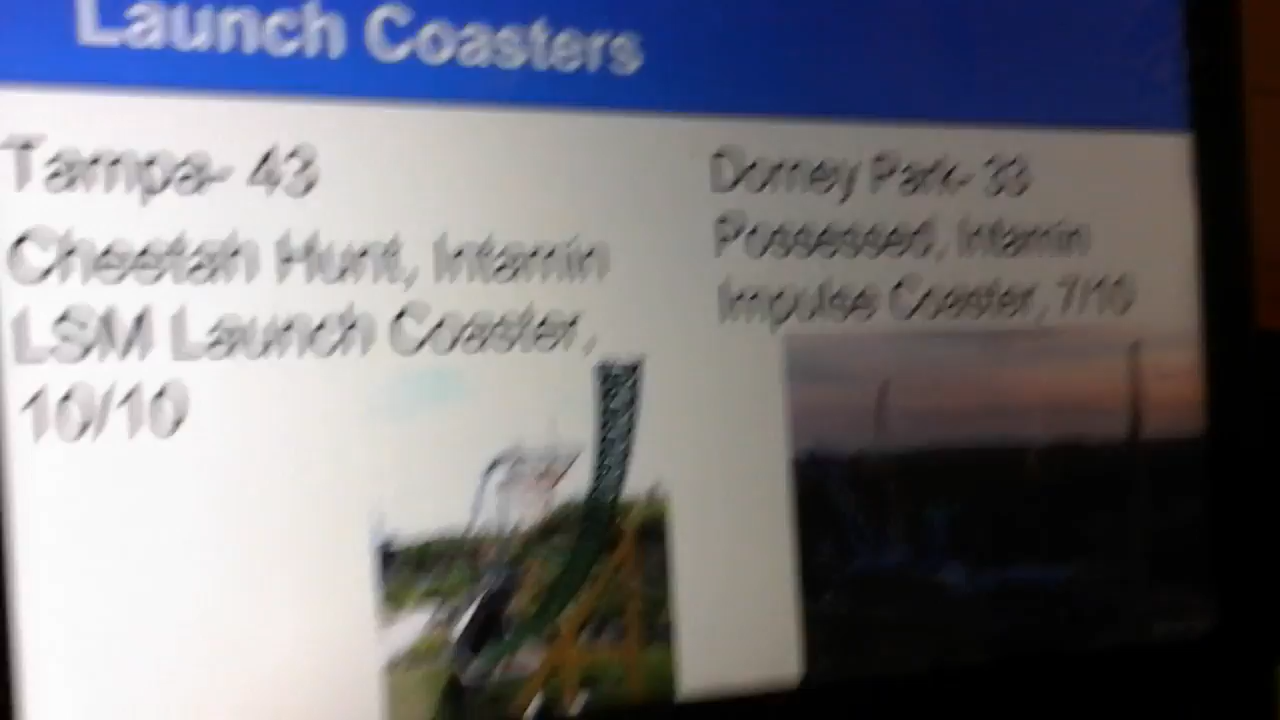 Launch Coasters
Tampa- 43
Cheetah Hunt, Intamin
LSM Launch Coaster,
10/10
Dorney Park- 33
Possessed, Intamin
Impulse Coaster, 7/10